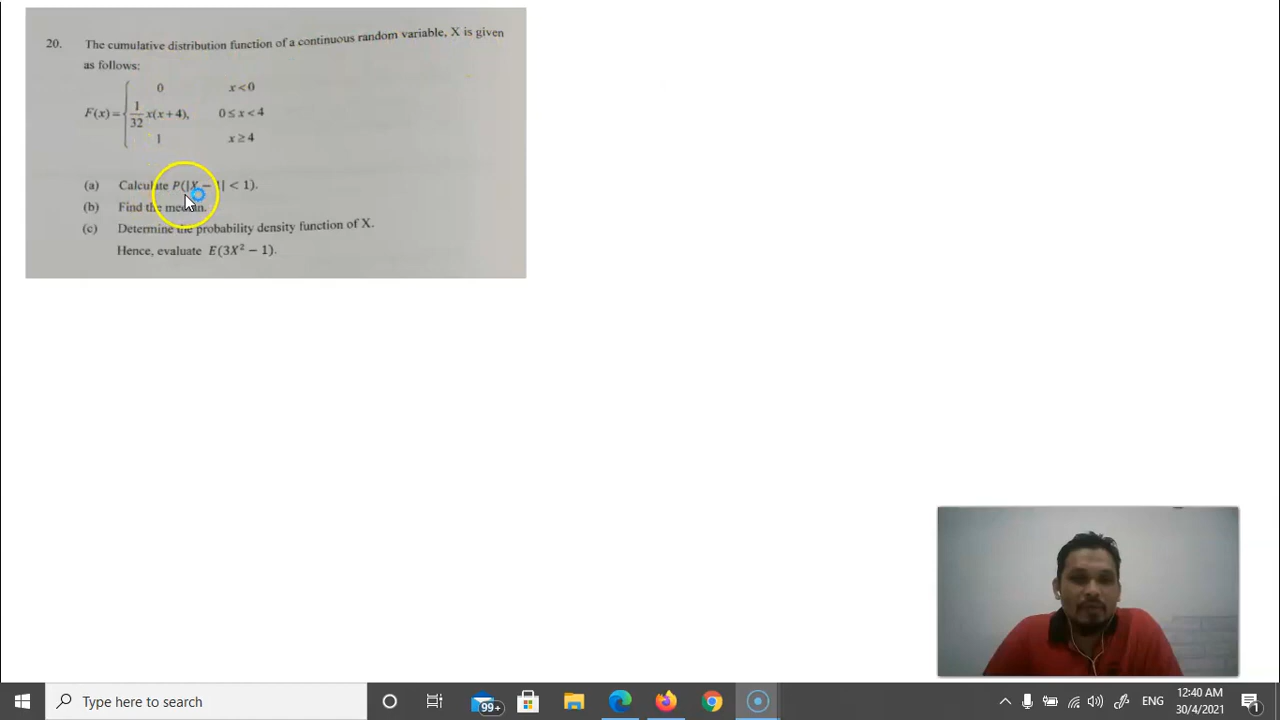 20. The cumulative distribution function of a continuous random variable, X is given
as follows:
0 x < 0
F(x) = { 1/32 x(x+4), 0 ≤ x < 4
1 x ≥ 4
(a) Calculate P(|X − 1| < 1).
(b) Find the median.
(c) Determine the probability density function of X.
Hence, evaluate E(3X² − 1).
Type here to search
99+
ENG
12:40 AM
30/4/2021
1